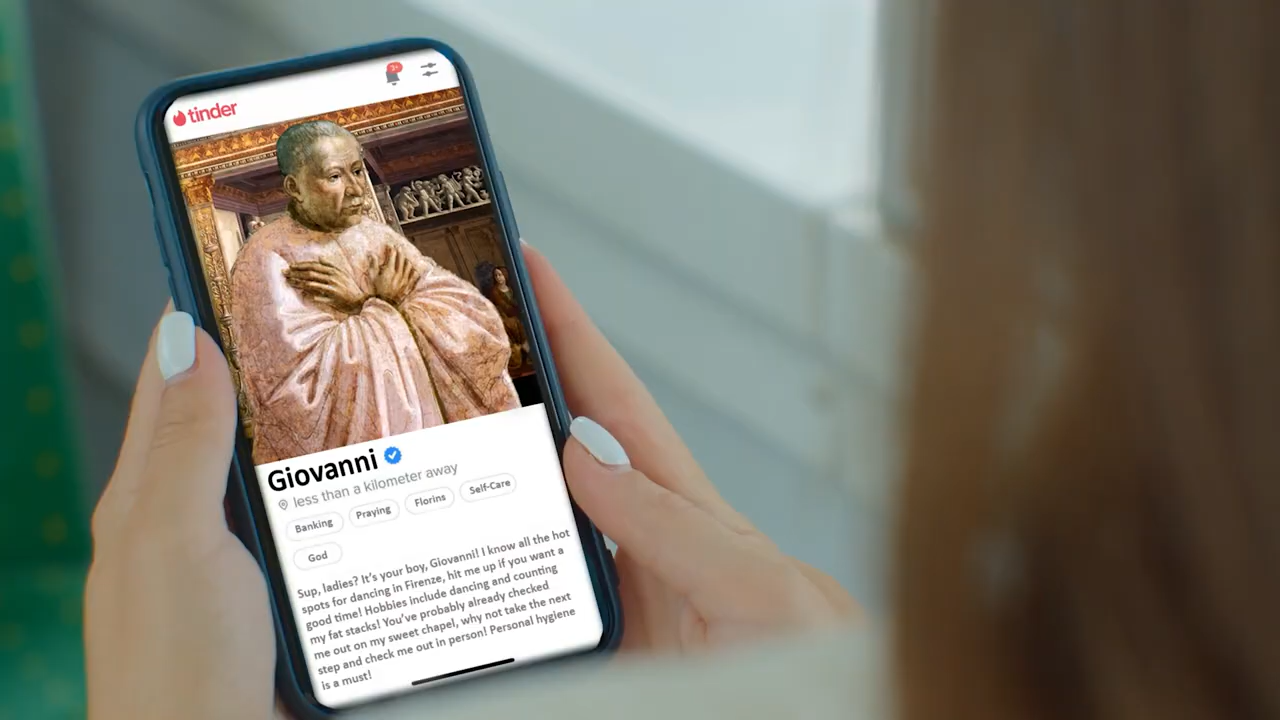 3+
tinder
Giovanni
less than a kilometer away
Banking Praying Florins Self-Care
God
Sup, ladies? It's your boy, Giovanni! I know all the hot
spots for dancing in Firenze, hit me up if you want a
good time! Hobbies include dancing and counting
my fat stacks! You've probably already checked
me out on my sweet chapel, why not take the next
step and check me out in person! Personal hygiene
is a must!